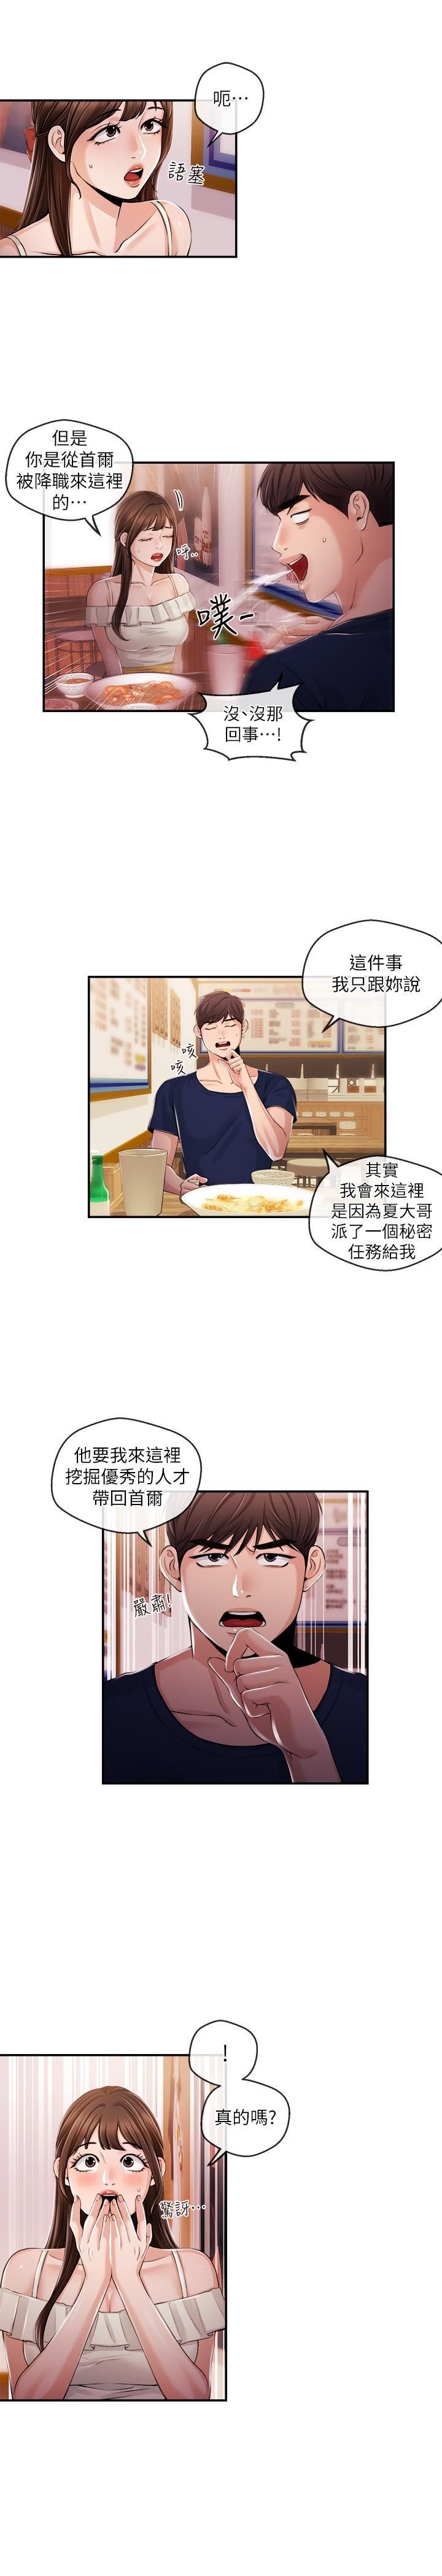 呃…
語塞
但是
你是從首爾
被降職來這裡
的…
呼..
噗-
沒、沒那
回事…!
這件事
我只跟妳說
咳
咳
其實
我會來這裡
是因為夏大哥
派了一個秘密
任務給我
他要我來這裡
挖掘優秀的人才
帶回首爾
嚴肅!
!
真的嗎?
驚訝…